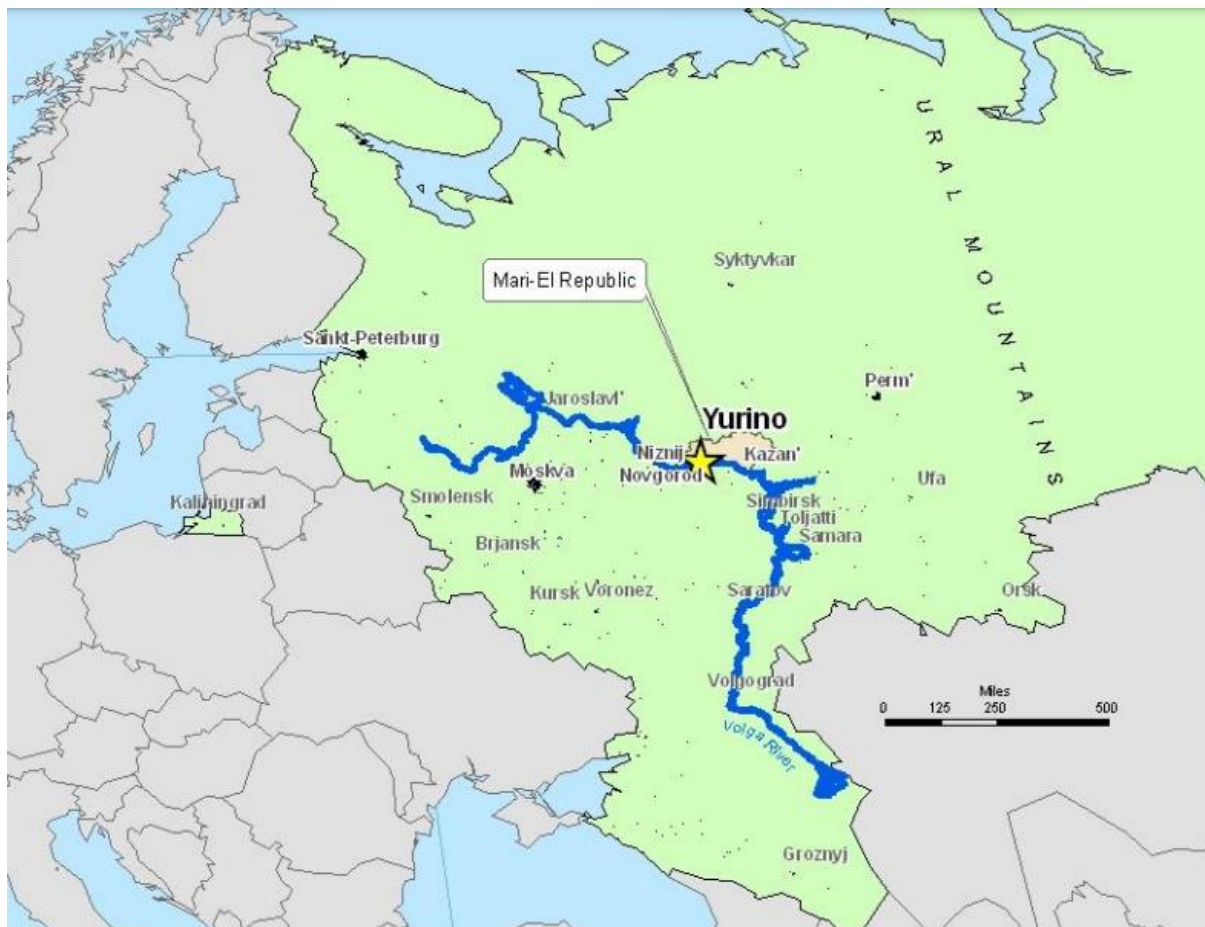 URAL MOUNTAINS
Syktyvkar
Mari-El Republic
Sankt-Peterburg
Perm'
Jaroslavl'
Yurino
Niznij
Novgorod
Kazan'
Moskva
Ufa
Smolensk
Simbirsk
Kaliningrad
Toljatti
Samara
Brjansk
Kursk
Voronez
Saratov
Orsk
Volgograd
Miles
0 125 250 500
Volga River
Groznyj